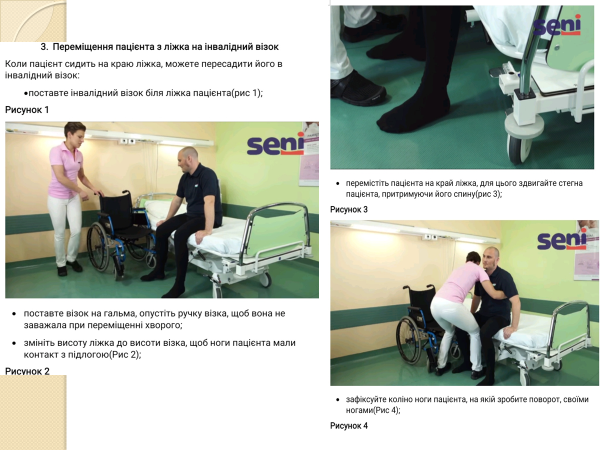 3. Переміщення пацієнта з ліжка на інвалідний візок
Коли пацієнт сидить на краю ліжка, можете пересадити його в
інвалідний візок:
•поставте інвалідний візок біля ліжка пацієнта(рис 1);
Рисунок 1
seni
• поставте візок на гальма, опустіть ручку візка, щоб вона не
заважала при переміщенні хворого;
• змініть висоту ліжка до висоти візка, щоб ноги пацієнта мали
контакт з підлогою(Рис 2);
Рисунок 2
seni
• перемістіть пацієнта на край ліжка, для цього здвигайте стегна
пацієнта, притримуючи його спину(рис 3);
Рисунок 3
seni
• зафіксуйте коліно ноги пацієнта, на якій зробите поворот, своїми
ногами(Рис 4);
Рисунок 4